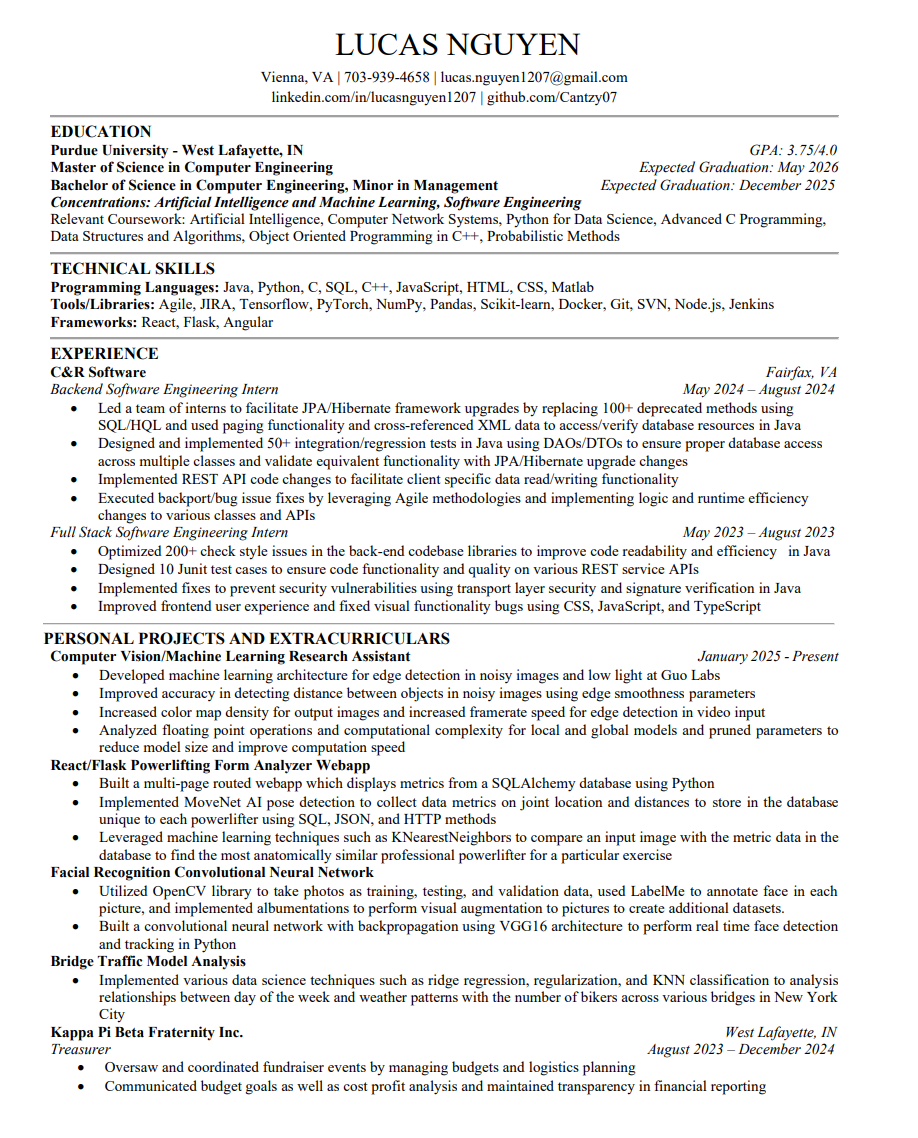 LUCAS NGUYEN
Vienna, VA | 703-939-4658 | lucas.nguyen1207@gmail.com
linkedin.com/in/lucasnguyen1207 | github.com/Cantzy07
EDUCATION
Purdue University - West Lafayette, IN GPA: 3.75/4.0
Master of Science in Computer Engineering Expected Graduation: May 2026
Bachelor of Science in Computer Engineering, Minor in Management Expected Graduation: December 2025
Concentrations: Artificial Intelligence and Machine Learning, Software Engineering
Relevant Coursework: Artificial Intelligence, Computer Network Systems, Python for Data Science, Advanced C Programming,
Data Structures and Algorithms, Object Oriented Programming in C++, Probabilistic Methods
TECHNICAL SKILLS
Programming Languages: Java, Python, C, SQL, C++, JavaScript, HTML, CSS, Matlab
Tools/Libraries: Agile, JIRA, Tensorflow, PyTorch, NumPy, Pandas, Scikit-learn, Docker, Git, SVN, Node.js, Jenkins
Frameworks: React, Flask, Angular
EXPERIENCE
C&R Software Fairfax, VA
Backend Software Engineering Intern May 2024 – August 2024
• Led a team of interns to facilitate JPA/Hibernate framework upgrades by replacing 100+ deprecated methods using
SQL/HQL and used paging functionality and cross-referenced XML data to access/verify database resources in Java
• Designed and implemented 50+ integration/regression tests in Java using DAOs/DTOs to ensure proper database access
across multiple classes and validate equivalent functionality with JPA/Hibernate upgrade changes
• Implemented REST API code changes to facilitate client specific data read/writing functionality
• Executed backport/bug issue fixes by leveraging Agile methodologies and implementing logic and runtime efficiency
changes to various classes and APIs
Full Stack Software Engineering Intern May 2023 – August 2023
• Optimized 200+ check style issues in the back-end codebase libraries to improve code readability and efficiency in Java
• Designed 10 Junit test cases to ensure code functionality and quality on various REST service APIs
• Implemented fixes to prevent security vulnerabilities using transport layer security and signature verification in Java
• Improved frontend user experience and fixed visual functionality bugs using CSS, JavaScript, and TypeScript
PERSONAL PROJECTS AND EXTRACURRICULARS
Computer Vision/Machine Learning Research Assistant January 2025 - Present
• Developed machine learning architecture for edge detection in noisy images and low light at Guo Labs
• Improved accuracy in detecting distance between objects in noisy images using edge smoothness parameters
• Increased color map density for output images and increased framerate speed for edge detection in video input
• Analyzed floating point operations and computational complexity for local and global models and pruned parameters to
reduce model size and improve computation speed
React/Flask Powerlifting Form Analyzer Webapp
• Built a multi-page routed webapp which displays metrics from a SQLAlchemy database using Python
• Implemented MoveNet AI pose detection to collect data metrics on joint location and distances to store in the database
unique to each powerlifter using SQL, JSON, and HTTP methods
• Leveraged machine learning techniques such as KNearestNeighbors to compare an input image with the metric data in the
database to find the most anatomically similar professional powerlifter for a particular exercise
Facial Recognition Convolutional Neural Network
• Utilized OpenCV library to take photos as training, testing, and validation data, used LabelMe to annotate face in each
picture, and implemented albumentations to perform visual augmentation to pictures to create additional datasets.
• Built a convolutional neural network with backpropagation using VGG16 architecture to perform real time face detection
and tracking in Python
Bridge Traffic Model Analysis
• Implemented various data science techniques such as ridge regression, regularization, and KNN classification to analysis
relationships between day of the week and weather patterns with the number of bikers across various bridges in New York
City
Kappa Pi Beta Fraternity Inc. West Lafayette, IN
Treasurer August 2023 – December 2024
• Oversaw and coordinated fundraiser events by managing budgets and logistics planning
• Communicated budget goals as well as cost profit analysis and maintained transparency in financial reporting